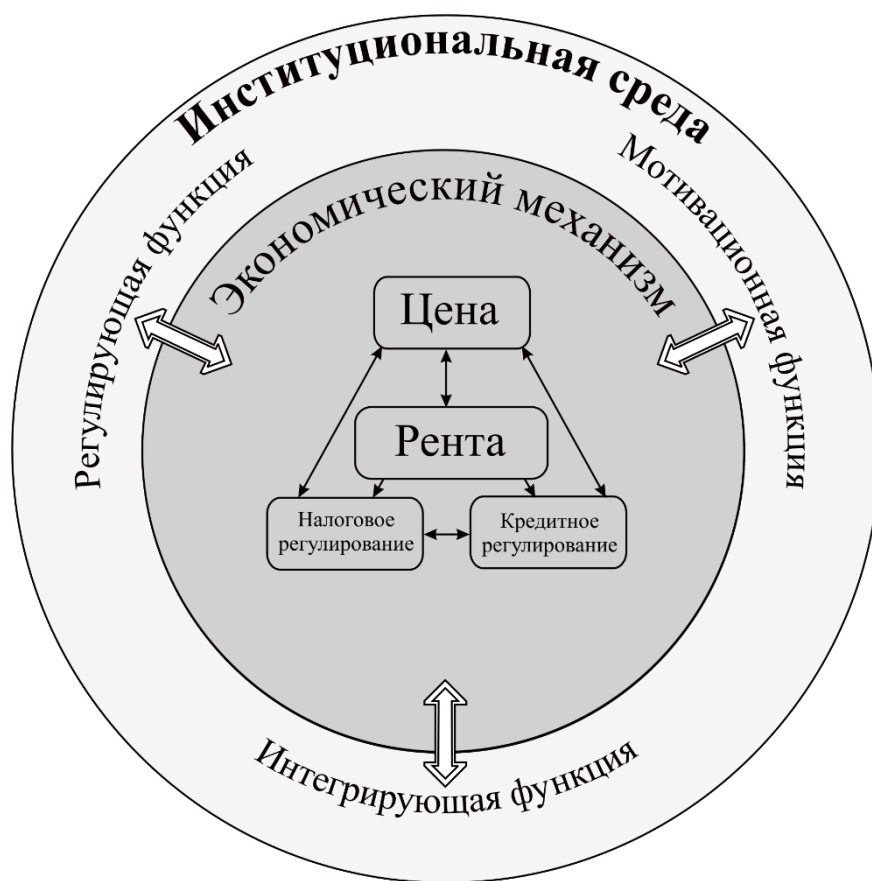 Институциональная среда
Регулирующая функция
Мотивационная функция
Экономический механизм
Цена
Рента
Налоговое
регулирование
Кредитное
регулирование
Интегрирующая функция